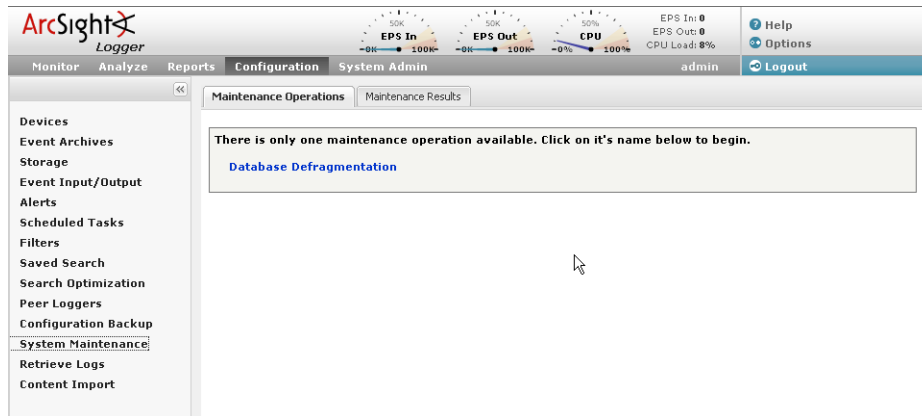 ArcSight
Logger
50K
EPS In
0K 100K
50K
EPS Out
0K 100K
50%
CPU
0% 100%
EPS In: 0
EPS Out: 0
CPU Load: 8%
Help
Options
Monitor Analyze Reports Configuration System Admin admin Logout
«
Maintenance Operations Maintenance Results
Devices
Event Archives
Storage
Event Input/Output
Alerts
Scheduled Tasks
Filters
Saved Search
Search Optimization
Peer Loggers
Configuration Backup
System Maintenance
Retrieve Logs
Content Import
There is only one maintenance operation available. Click on it's name below to begin.
Database Defragmentation